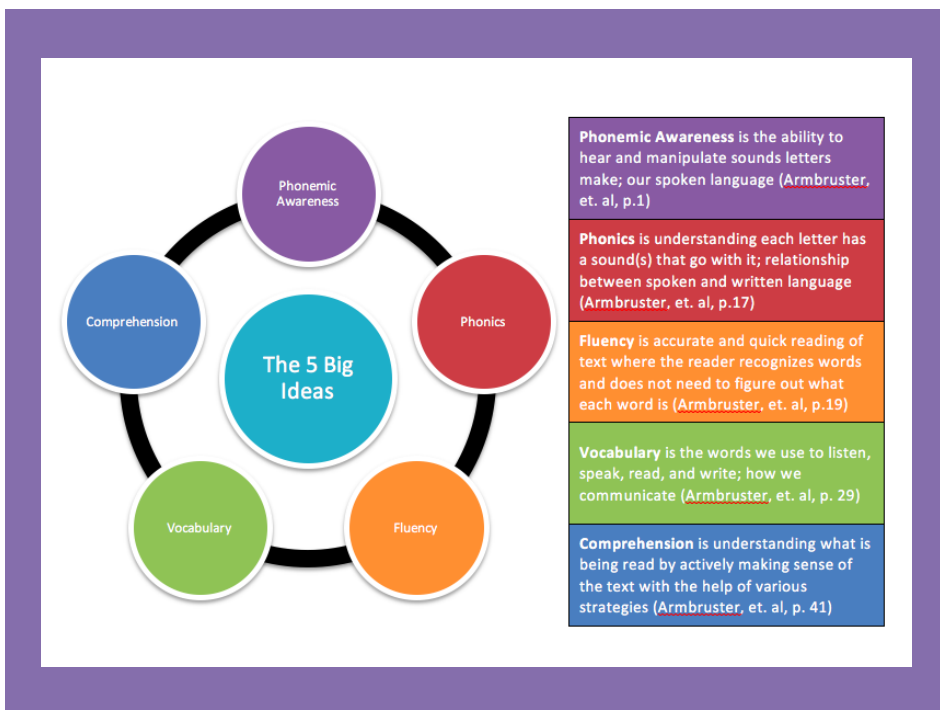 Phonemic
Awareness
Comprehension
Phonics
The 5 Big
Ideas
Vocabulary
Fluency
Phonemic Awareness is the ability to
hear and manipulate sounds letters
make; our spoken language (Armbruster,
et. al, p.1)
Phonics is understanding each letter has
a sound(s) that go with it; relationship
between spoken and written language
(Armbruster, et. al, p.17)
Fluency is accurate and quick reading of
text where the reader recognizes words
and does not need to figure out what
each word is (Armbruster, et. al, p.19)
Vocabulary is the words we use to listen,
speak, read, and write; how we
communicate (Armbruster, et. al, p. 29)
Comprehension is understanding what is
being read by actively making sense of
the text with the help of various
strategies (Armbruster, et. al, p. 41)